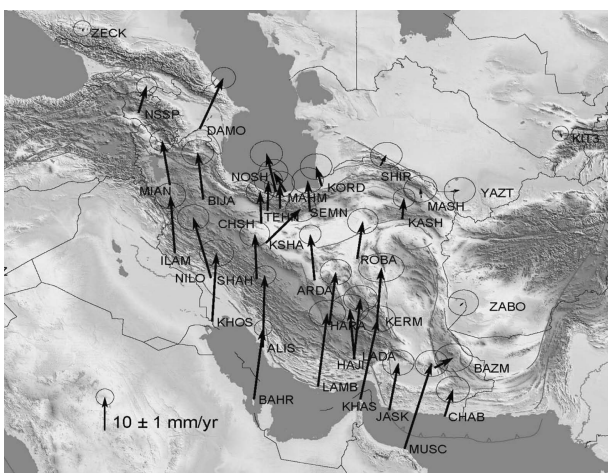 ZECK
NSSP
DAMO
KIT3
NOSH
MAHM
KORD
SHIR
MASH
YAZT
MIAN
BIJA
CHSH
TEHR
SEMN
KASH
KSHA
ILAM
NILO
SHAH
ARDA
ROBA
KHOS
HARA
KERM
ZABO
ALIS
HAJI
LADA
BAZM
BAHR
LAMB
KHAS
JASK
CHAB
MUSC
10 ± 1 mm/yr